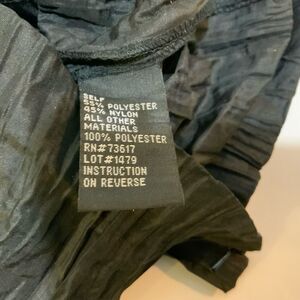 SELF
55% POLYESTER
45% NYLON
ALL OTHER
MATERIALS
100% POLYESTER
RN#73617
LOT#1479
INSTRUCTION
ON REVERSE